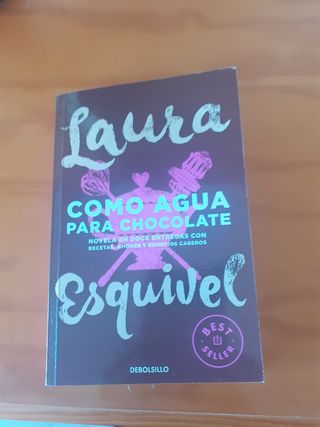 Laura
COMO AGUA
PARA CHOCOLATE
NOVELA EN DOCE ENTREGAS CON
RECETAS, AMORES Y REMEDIOS CASEROS
Esquivel
BEST
SELLER
DEBOLSILLO